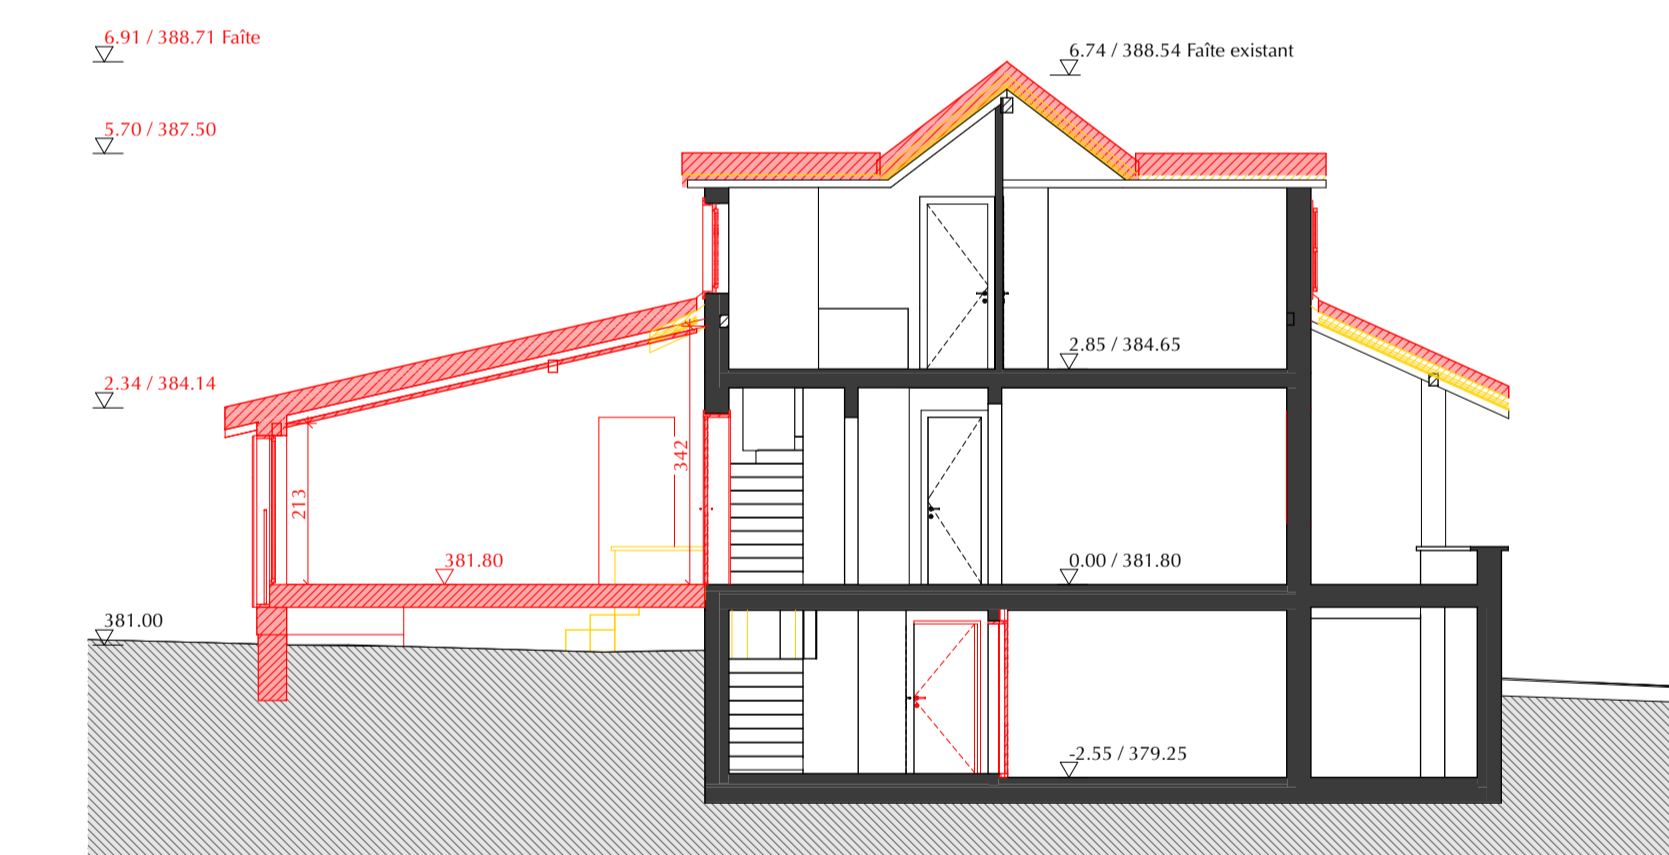 6.91 / 388.71 Faîte
6.74 / 388.54 Faîte existant
5.70 / 387.50
2.85 / 384.65
2.34 / 384.14
342
213
381.80
0.00 / 381.80
381.00
-2.55 / 379.25